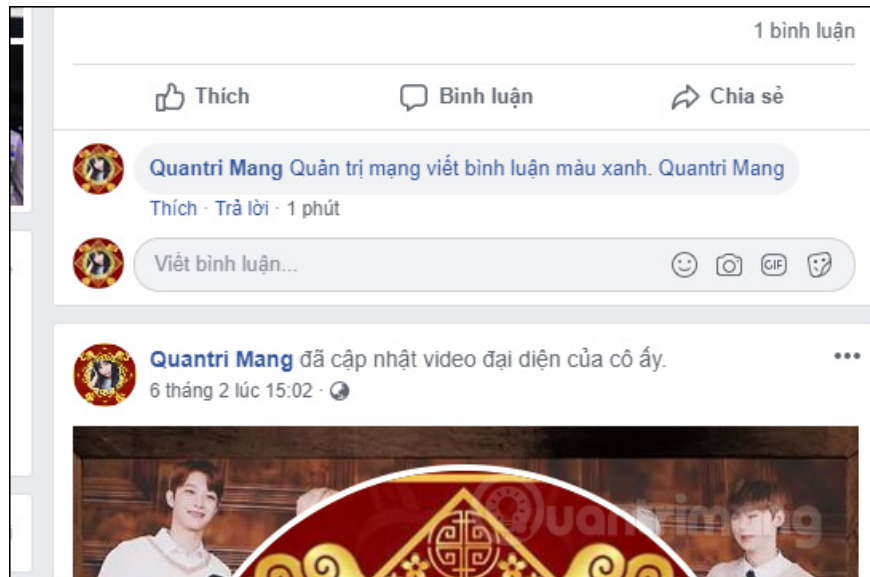 1 bình luận
Thích Bình luận Chia sẻ
Quantri Mang Quản trị mạng viết bình luận màu xanh. Quantri Mang
Thích · Trả lời · 1 phút
Viết bình luận...
GIF
Quantri Mang đã cập nhật video đại diện của cô ấy.
6 tháng 2 lúc 15:02 ·
Quantrimang